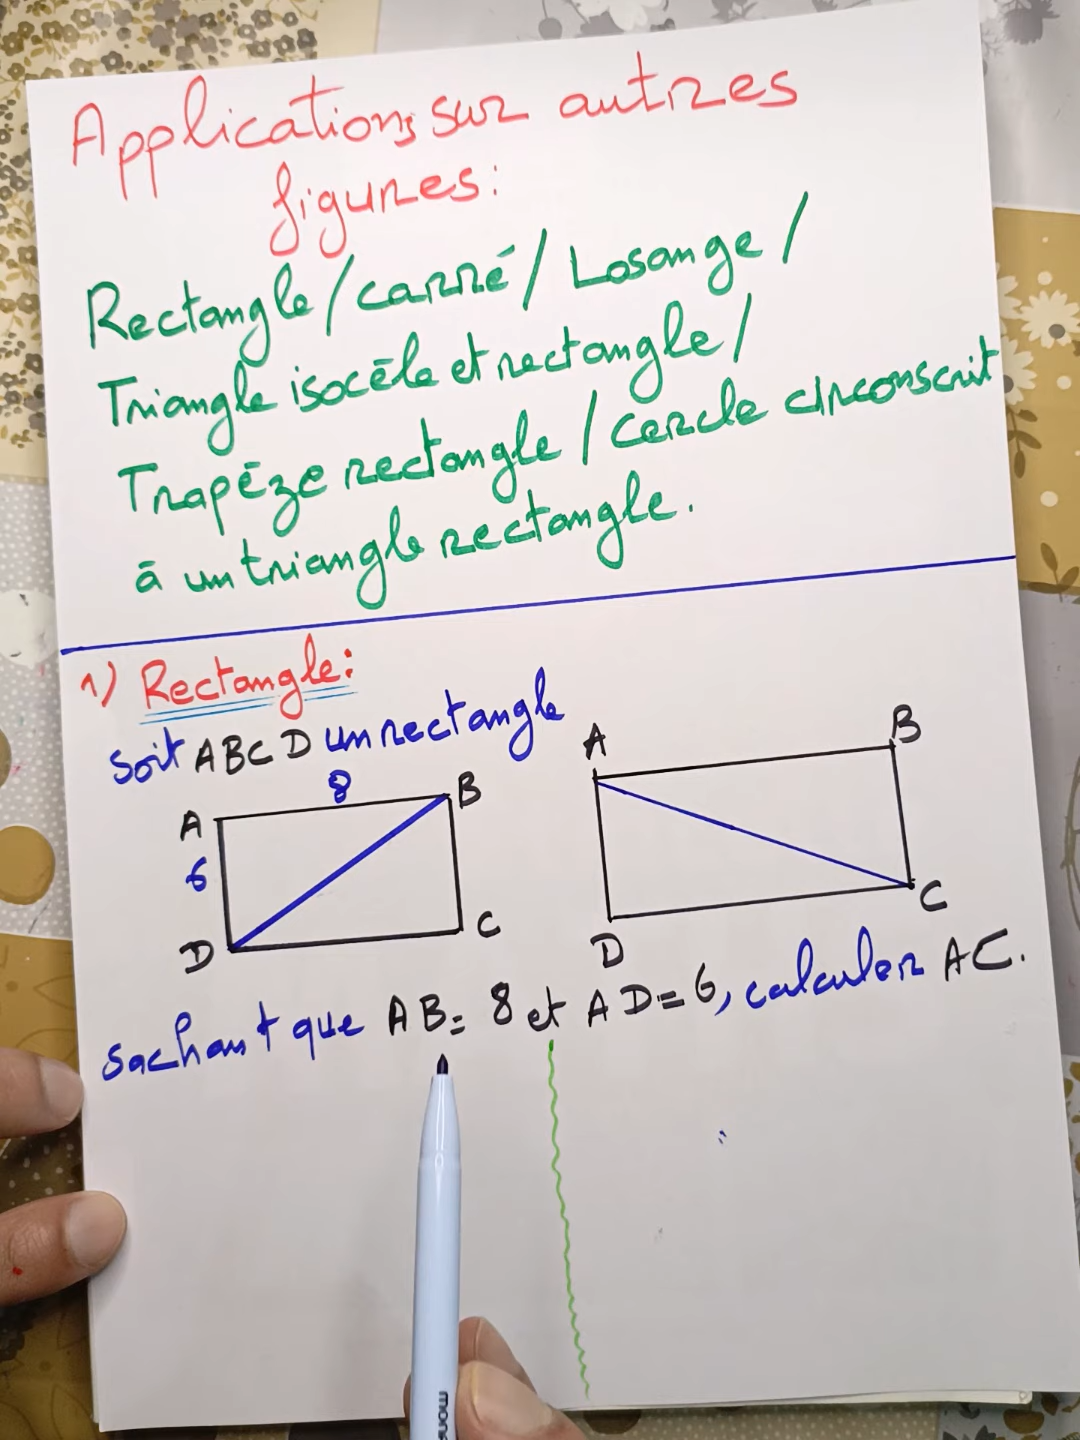 Applications sur autres
figures:
Rectangle/carré/Losange/
Triangle isocèle et rectangle/
Trapèze rectangle/cercle circonscrit
à un triangle rectangle.
1) Rectangle:
soit ABCD un rectangle
8
A B
6
D C
A B
D C
sachant que AB= 8 et AD=6, calculer AC.